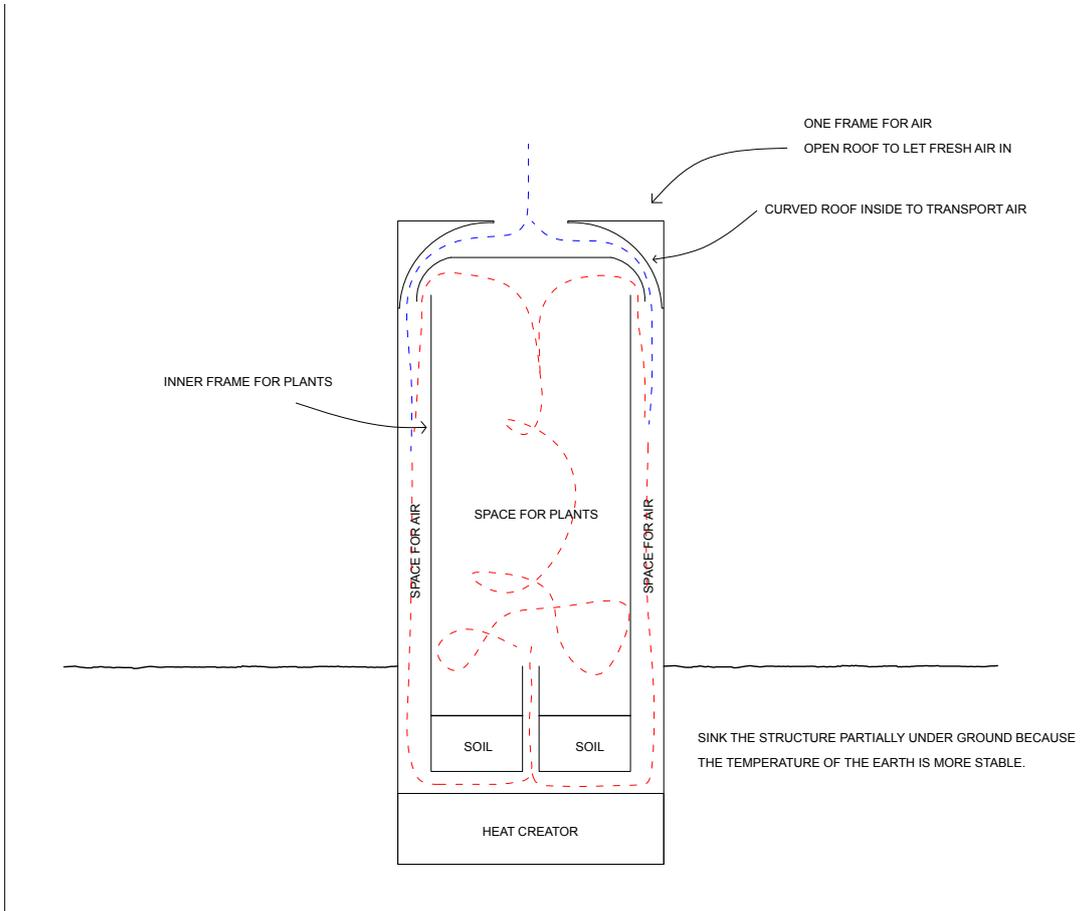 ONE FRAME FOR AIR
OPEN ROOF TO LET FRESH AIR IN
CURVED ROOF INSIDE TO TRANSPORT AIR
INNER FRAME FOR PLANTS
SPACE FOR AIR
SPACE FOR PLANTS
SPACE FOR AIR
SOIL
SOIL
SINK THE STRUCTURE PARTIALLY UNDER GROUND BECAUSE
THE TEMPERATURE OF THE EARTH IS MORE STABLE.
HEAT CREATOR